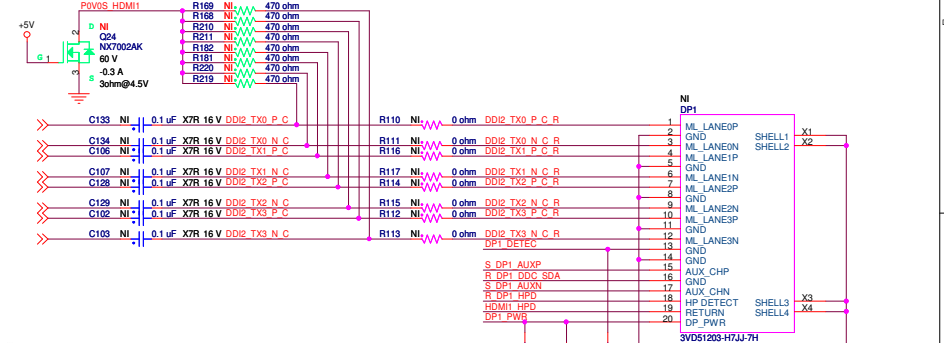 P0V0S_HDMI1
R169 NI 470 ohm
R168 NI 470 ohm
R210 NI 470 ohm
R211 NI 470 ohm
R182 NI 470 ohm
R181 NI 470 ohm
R220 NI 470 ohm
R219 NI 470 ohm
+5V
2
D NI
Q24
NX7002AK
G 1
60 V
-0.3 A
3 S
3ohm@4.5V
C133 NI 0.1 uF X7R 16 V DDI2_TX0_P_C R110 NI 0 ohm DDI2_TX0_P_C_R
C134 NI 0.1 uF X7R 16 V DDI2_TX0_N_C R111 NI 0 ohm DDI2_TX0_N_C_R
C106 NI 0.1 uF X7R 16 V DDI2_TX1_P_C R116 NI 0 ohm DDI2_TX1_P_C_R
C107 NI 0.1 uF X7R 16 V DDI2_TX1_N_C R117 NI 0 ohm DDI2_TX1_N_C_R
C128 NI 0.1 uF X7R 16 V DDI2_TX2_P_C R114 NI 0 ohm DDI2_TX2_P_C_R
C129 NI 0.1 uF X7R 16 V DDI2_TX2_N_C R115 NI 0 ohm DDI2_TX2_N_C_R
C102 NI 0.1 uF X7R 16 V DDI2_TX3_P_C R112 NI 0 ohm DDI2_TX3_P_C_R
C103 NI 0.1 uF X7R 16 V DDI2_TX3_N_C R113 NI 0 ohm DDI2_TX3_N_C_R
DP1_DETEC
S_DP1_AUXP
R_DP1_DDC_SDA
S_DP1_AUXN
R_DP1_HPD
HDMI1_HPD
DP1_PWR
NI
DP1
1 ML_LANE0P
2 GND SHELL1 X1
3 ML_LANE0N SHELL2 X2
4 ML_LANE1P
5 GND
6 ML_LANE1N
7 ML_LANE2P
8 GND
9 ML_LANE2N
10 ML_LANE3P
11 GND
12 ML_LANE3N
13 GND
14 GND
15 AUX_CHP
16 GND
17 AUX_CHN
18 HP DETECT SHELL3 X3
19 RETURN SHELL4 X4
20 DP_PWR
3VD51203-H7JJ-7H